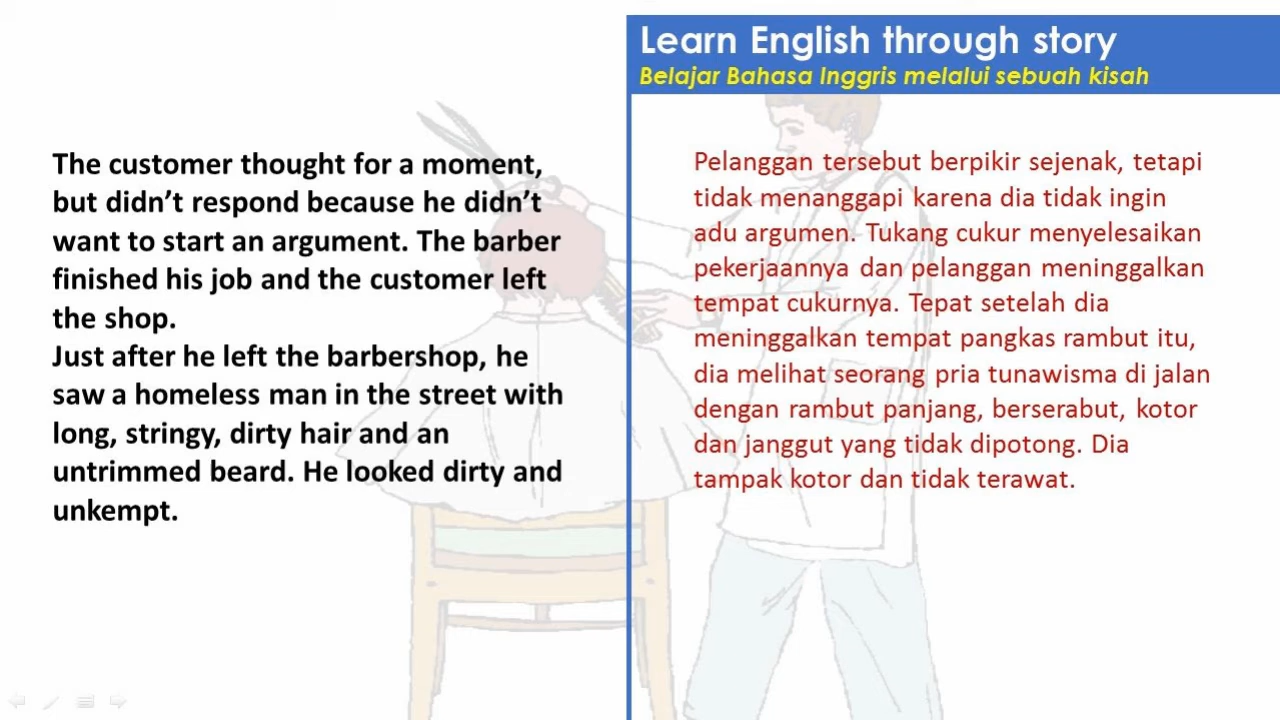 Learn English through story
Belajar Bahasa Inggris melalui sebuah kisah
The customer thought for a moment,
but didn’t respond because he didn’t
want to start an argument. The barber
finished his job and the customer left
the shop.
Just after he left the barbershop, he
saw a homeless man in the street with
long, stringy, dirty hair and an
untrimmed beard. He looked dirty and
unkempt.
Pelanggan tersebut berpikir sejenak, tetapi
tidak menanggapi karena dia tidak ingin
adu argumen. Tukang cukur menyelesaikan
pekerjaannya dan pelanggan meninggalkan
tempat cukurnya. Tepat setelah dia
meninggalkan tempat pangkas rambut itu,
dia melihat seorang pria tunawisma di jalan
dengan rambut panjang, berserabut, kotor
dan janggut yang tidak dipotong. Dia
tampak kotor dan tidak terawat.